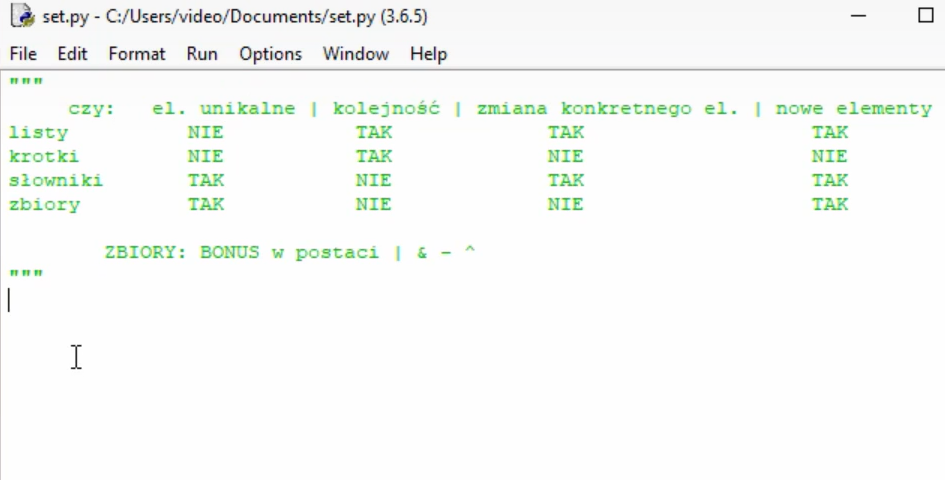 set.py - C:/Users/video/Documents/set.py (3.6.5)
File Edit Format Run Options Window Help
"""
czy: el. unikalne | kolejność | zmiana konkretnego el. | nowe elementy
listy NIE TAK TAK TAK
krotki NIE TAK NIE NIE
słowniki TAK NIE TAK TAK
zbiory TAK NIE NIE TAK
ZBIORY: BONUS w postaci | & - ^
"""